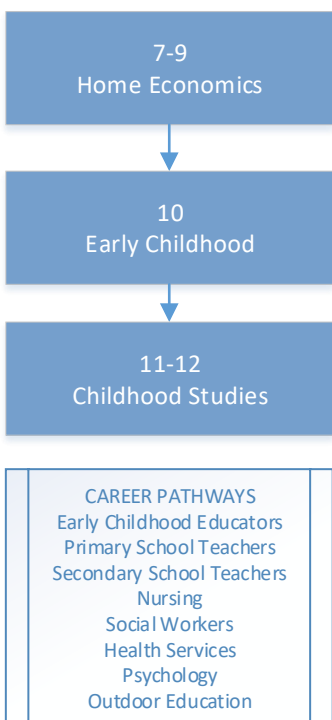 7-9
Home Economics
10
Early Childhood
11-12
Childhood Studies
CAREER PATHWAYS
Early Childhood Educators
Primary School Teachers
Secondary School Teachers
Nursing
Social Workers
Health Services
Psychology
Outdoor Education